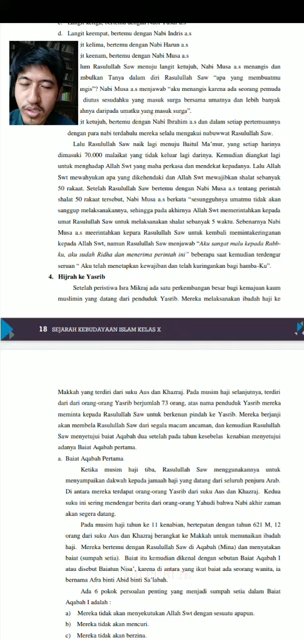 c. Langit ketiga, bertemu dengan Nabi Yusuf a.s
d. Langit keempat, bertemu dengan Nabi Indris a.s
it kelima, bertemu dengan Nabi Harun a.s
it keenam, bertemu dengan Nabi Musa a.s
lum Rasulullah Saw menuju langit ketujuh, Nabi Musa a.s menangis dan
mbulkan Tanya dalam diri Rasulullah Saw "apa yang membuatmu
ngis"? Nabi Musa a.s menjawab "aku menangis karena ada seorang pemuda
diutus sesudahku yang masuk surga bersama umatnya dan lebih banyak
ahnya daripada umatku yang masuk surga".
it ketujuh, bertemu dengan Nabi Ibrahim a.s dan dalam setiap pertemuannya
dengan para nabi terdahulu mereka selalu mengakui nubuwwat Rasulullah Saw.
Lalu Rasulullah Saw naik lagi menuju Baitul Ma'mur, yang setiap harinya
dimasuki 70.000 malaikat yang tidak keluar lagi darinya. Kemudian diangkat lagi
untuk menghadap Allah Swt yang maha perkasa dan mendekat kepadanya. Lalu Allah
Swt mewahyukan apa yang dikehendaki dan Allah Swt mewajibkan shalat sebanyak
50 rakaat. Setelah Rasulullah Saw bertemu dengan Nabi Musa a.s tentang perintah
shalat 50 rakaat tersebut, Nabi Musa a.s berkata "sesungguhnya umatmu tidak akan
sanggup melaksanakannya, sehingga pada akhirnya Allah Swt memerintahkan kepada
umat Rasulullah Saw untuk melaksanakan shalat sebanyak 5 waktu. Sebenarnya Nabi
Musa a.s meerintahkan kepara Rasulullah Saw untuk kembali memintakeringanan
kepada Allah Swt, namun Rasulullah Saw menjawab "Aku sangat malu kepada Rabb-
ku, aku sudah Ridha dan menerima perintah ini" beberapa saat kemudian terdengar
seruan " Aku telah menetapkan kewajiban dan telah kuringankan bagi hamba-Ku".
4. Hijrah ke Yasrib
Setelah peristiwa Isra Mikraj ada satu perkembangan besar bagi kemajuan kaum
muslimin yang datang dari penduduk Yasrib. Mereka melaksanakan ibadah haji ke
18 SEJARAH KEBUDAYAAN ISLAM KELAS X
Makkah yang terdiri dari suku Aus dan Khazraj. Pada musim haji selanjutnya, terdiri
dari dari orang-orang Yasrib berjumlah 73 orang, atas nama penduduk Yasrib mereka
meminta kepada Rasulullah Saw untuk berkenan pindah ke Yasrib. Mereka berjanji
akan membela Rasulullah Saw dari segala macam ancaman, dan kemudian Rasulullah
Saw menyetujui baiat Aqabah dua setelah pada tahun kesebelas kenabian menyetujui
adanya Baiat Aqabah pertama.
a. Baiat Aqabah Pertama
Ketika musim haji tiba, Rasulullah Saw menggunakannya untuk
menyampaikan dakwah kepada jamaah haji yang datang dari seluruh penjuru Arab.
Di antara mereka terdapat orang-orang Yasrib dari suku Aus dan Khazraj. Kedua
suku ini sering mendengar berita dari orang-orang Yahudi bahwa Nabi akhir zaman
akan segera datang.
Pada musim haji tahun ke 11 kenabian, bertepatan dengan tahun 621 M, 12
orang dari suku Aus dan Khazraj berangkat ke Makkah untuk menunaikan ibadah
haji. Mereka bertemu dengan Rasulullah Saw di Aqabah (Mina) dan menyatakan
baiat (sumpah setia). Baiat itu kemudian dikenal dengan sebutan Baiat Aqabah I
atau disebut Baiatun Nisa', karena di antara yang ikut baiat ada seorang wanita, ia
bernama Afra binti Abid binti Sa'labah.
Ada 6 pokok persoalan penting yang menjadi sumpah setia dalam Baiat
Aqabah I adalah :
a) Mereka tidak akan menyekutukan Allah Swt dengan sesuatu apapun.
b) Mereka tidak akan mencuri.
c) Mereka tidak akan berzina.